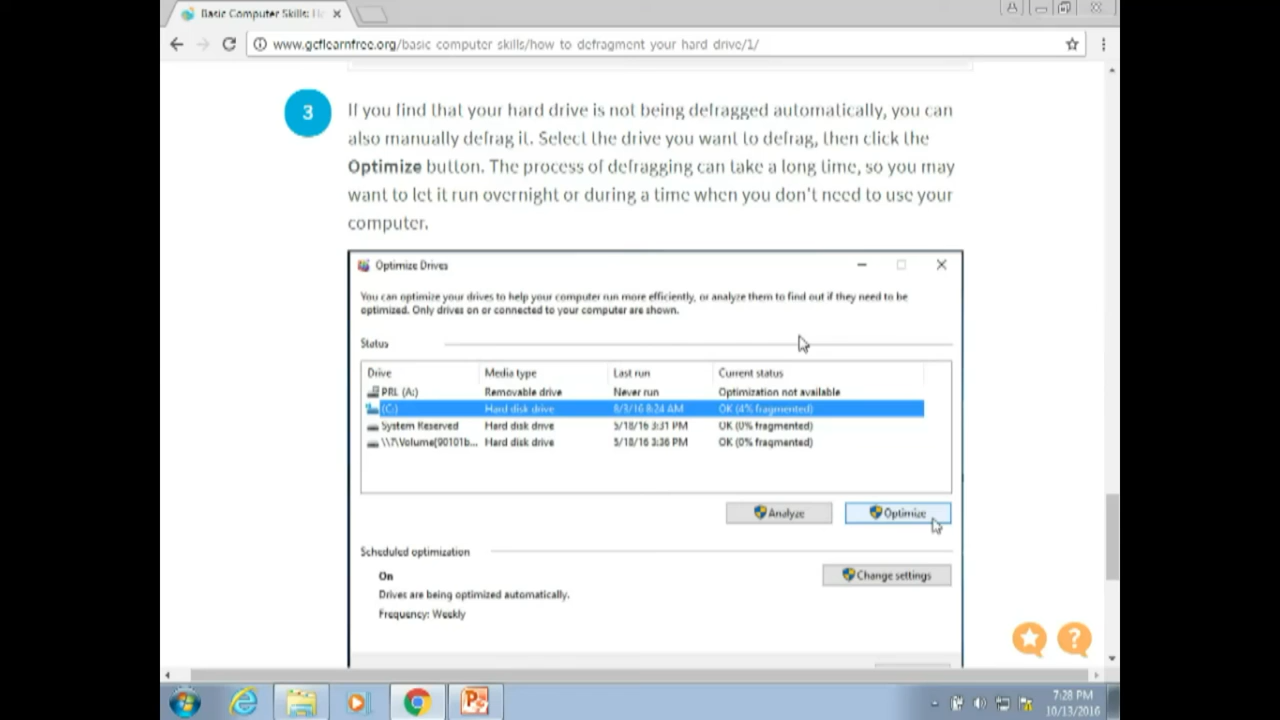 Basic Computer Skills: H
www.gcflearnfree.org/basic computer skills/how to defragment your hard drive/1/
3
If you find that your hard drive is not being defragged automatically, you can
also manually defrag it. Select the drive you want to defrag, then click the
Optimize button. The process of defragging can take a long time, so you may
want to let it run overnight or during a time when you don't need to use your
computer.
Optimize Drives
You can optimize your drives to help your computer run more efficiently, or analyze them to find out if they need to be
optimized. Only drives on or connected to your computer are shown.
Status
Drive Media type Last run Current status
PRL (A:) Removable drive Never run Optimization not available
(C:) Hard disk drive 8/3/16 8:24 AM OK (4% fragmented)
System Reserved Hard disk drive 5/18/16 3:31 PM OK (0% fragmented)
\\?\Volume{90101b... Hard disk drive 5/18/16 3:36 PM OK (0% fragmented)
Analyze Optimize
Scheduled optimization
On
Change settings
Drives are being optimized automatically.
Frequency: Weekly
?
7:28 PM
10/13/2016